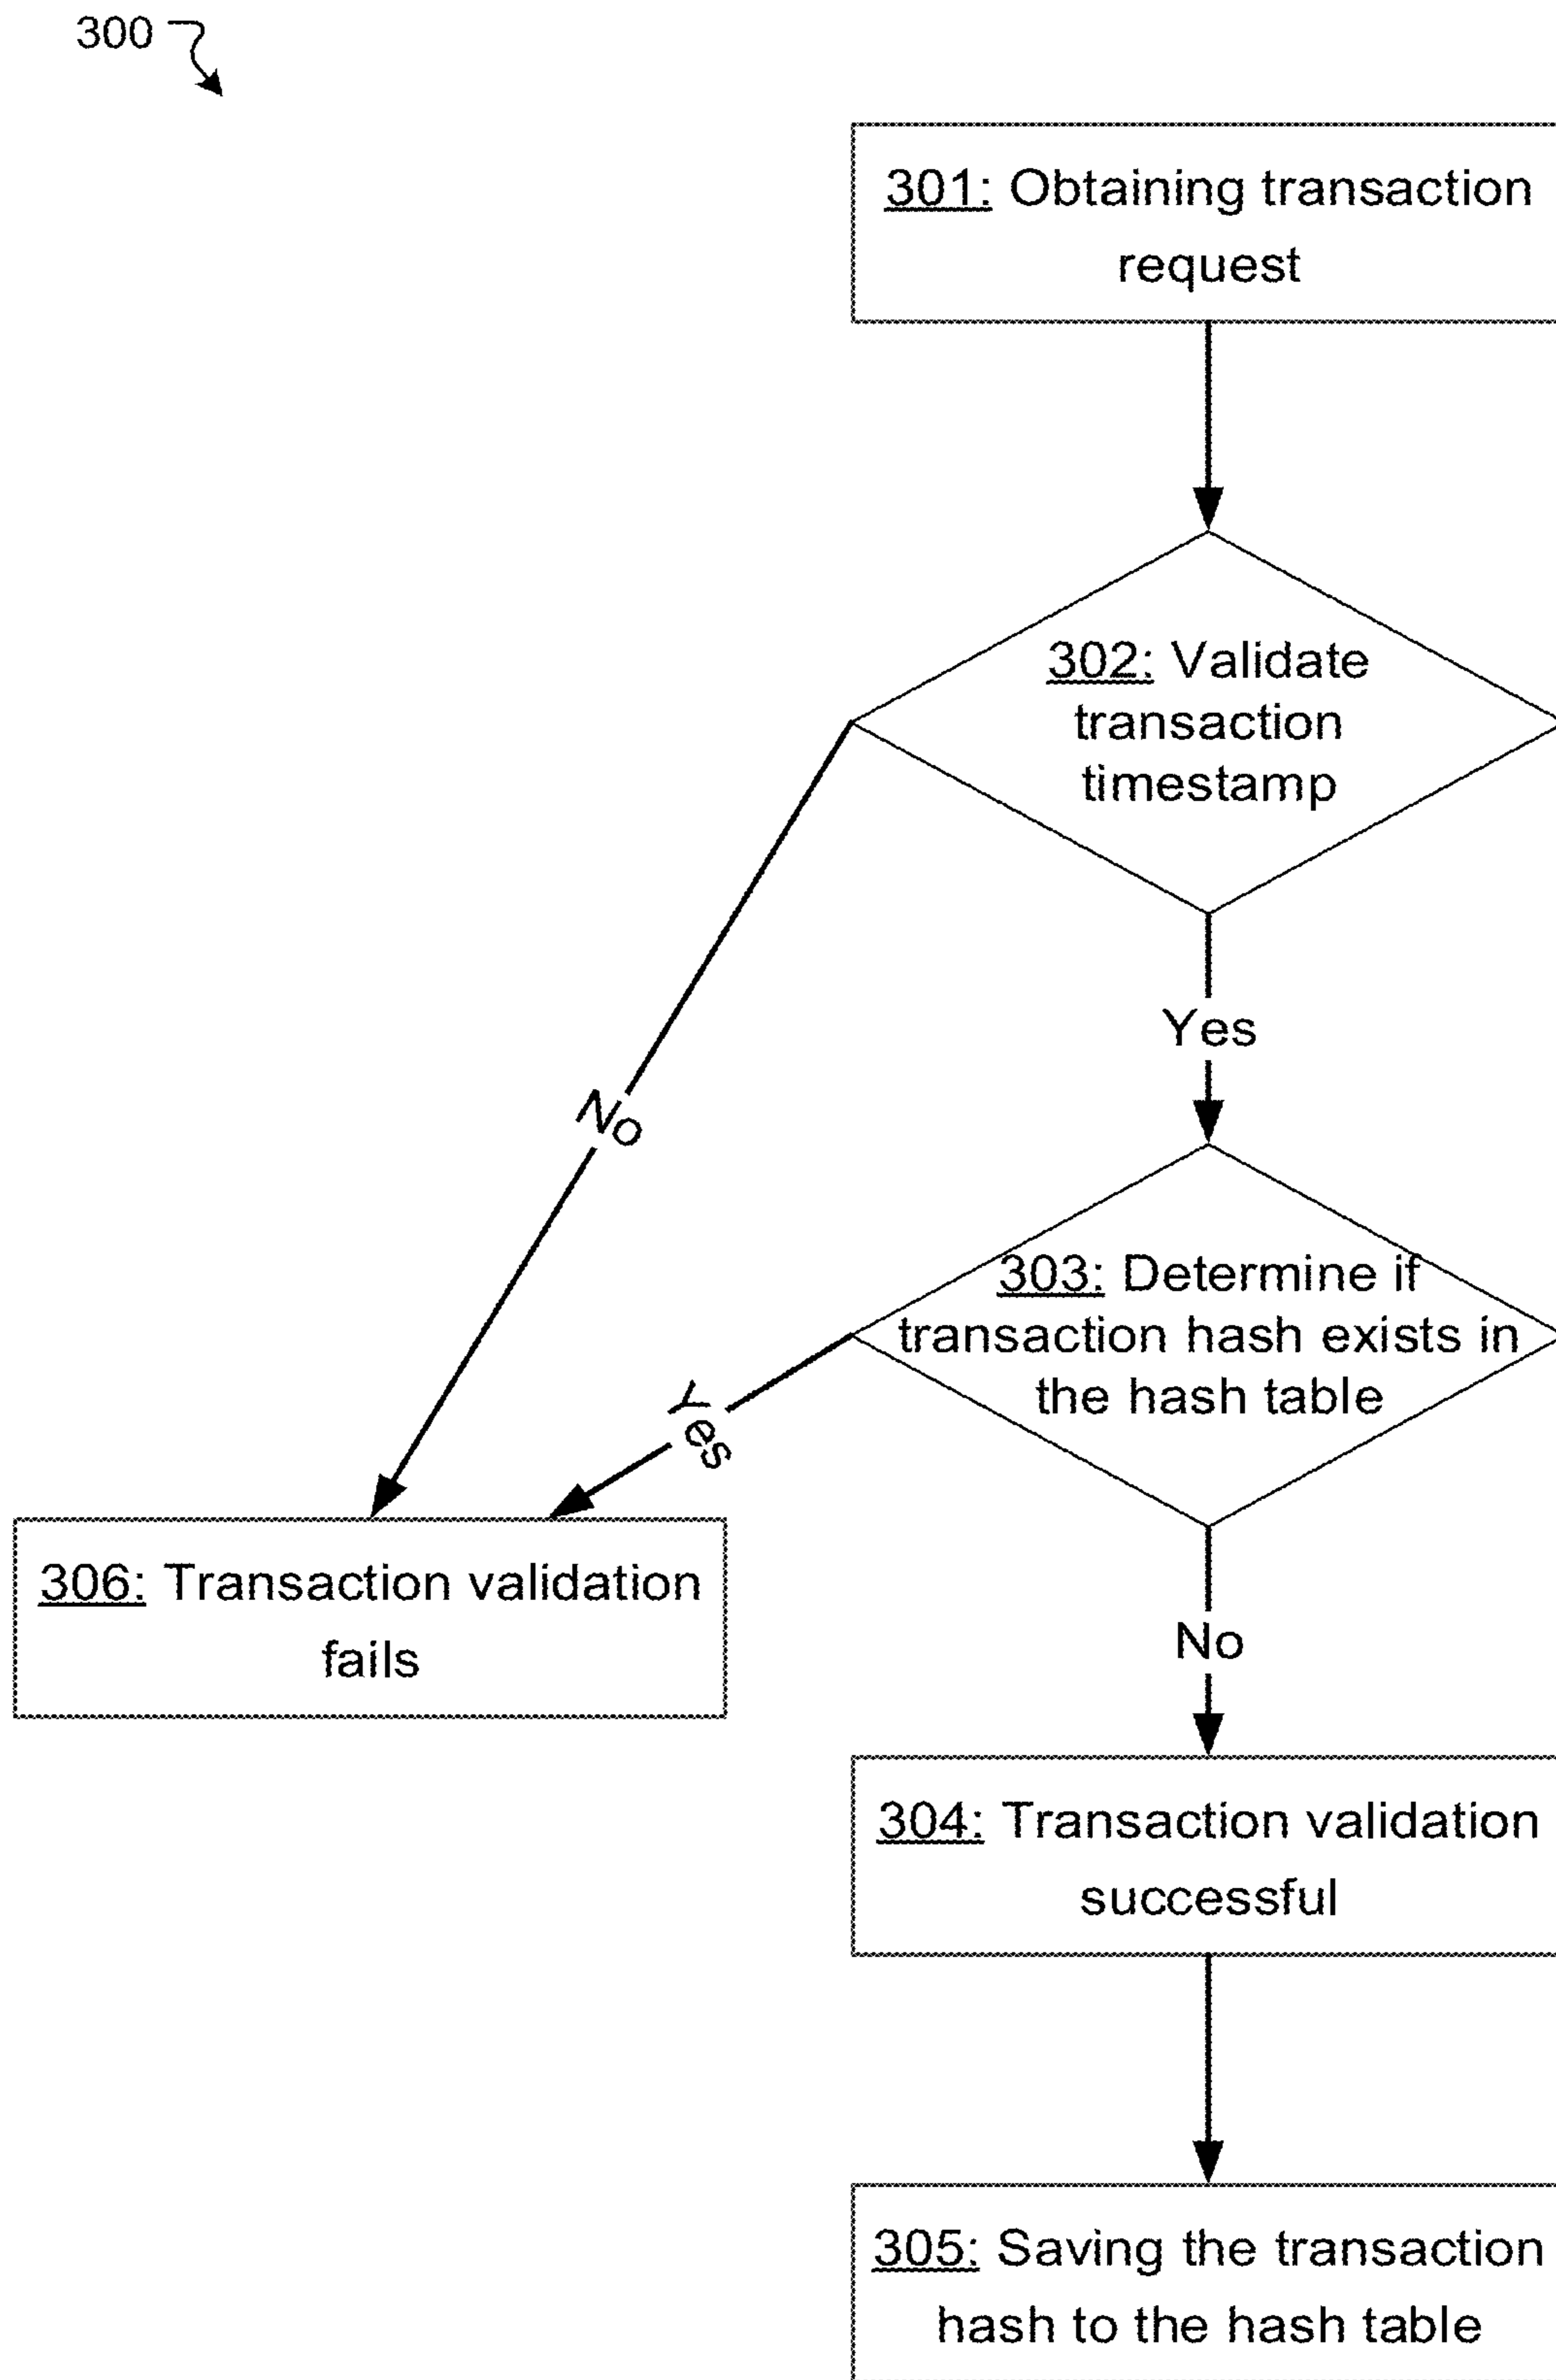 300
301: Obtaining transaction
request
302: Validate
transaction
timestamp
No
Yes
303: Determine if
transaction hash exists in
the hash table
Yes
306: Transaction validation
fails
No
304: Transaction validation
successful
305: Saving the transaction
hash to the hash table